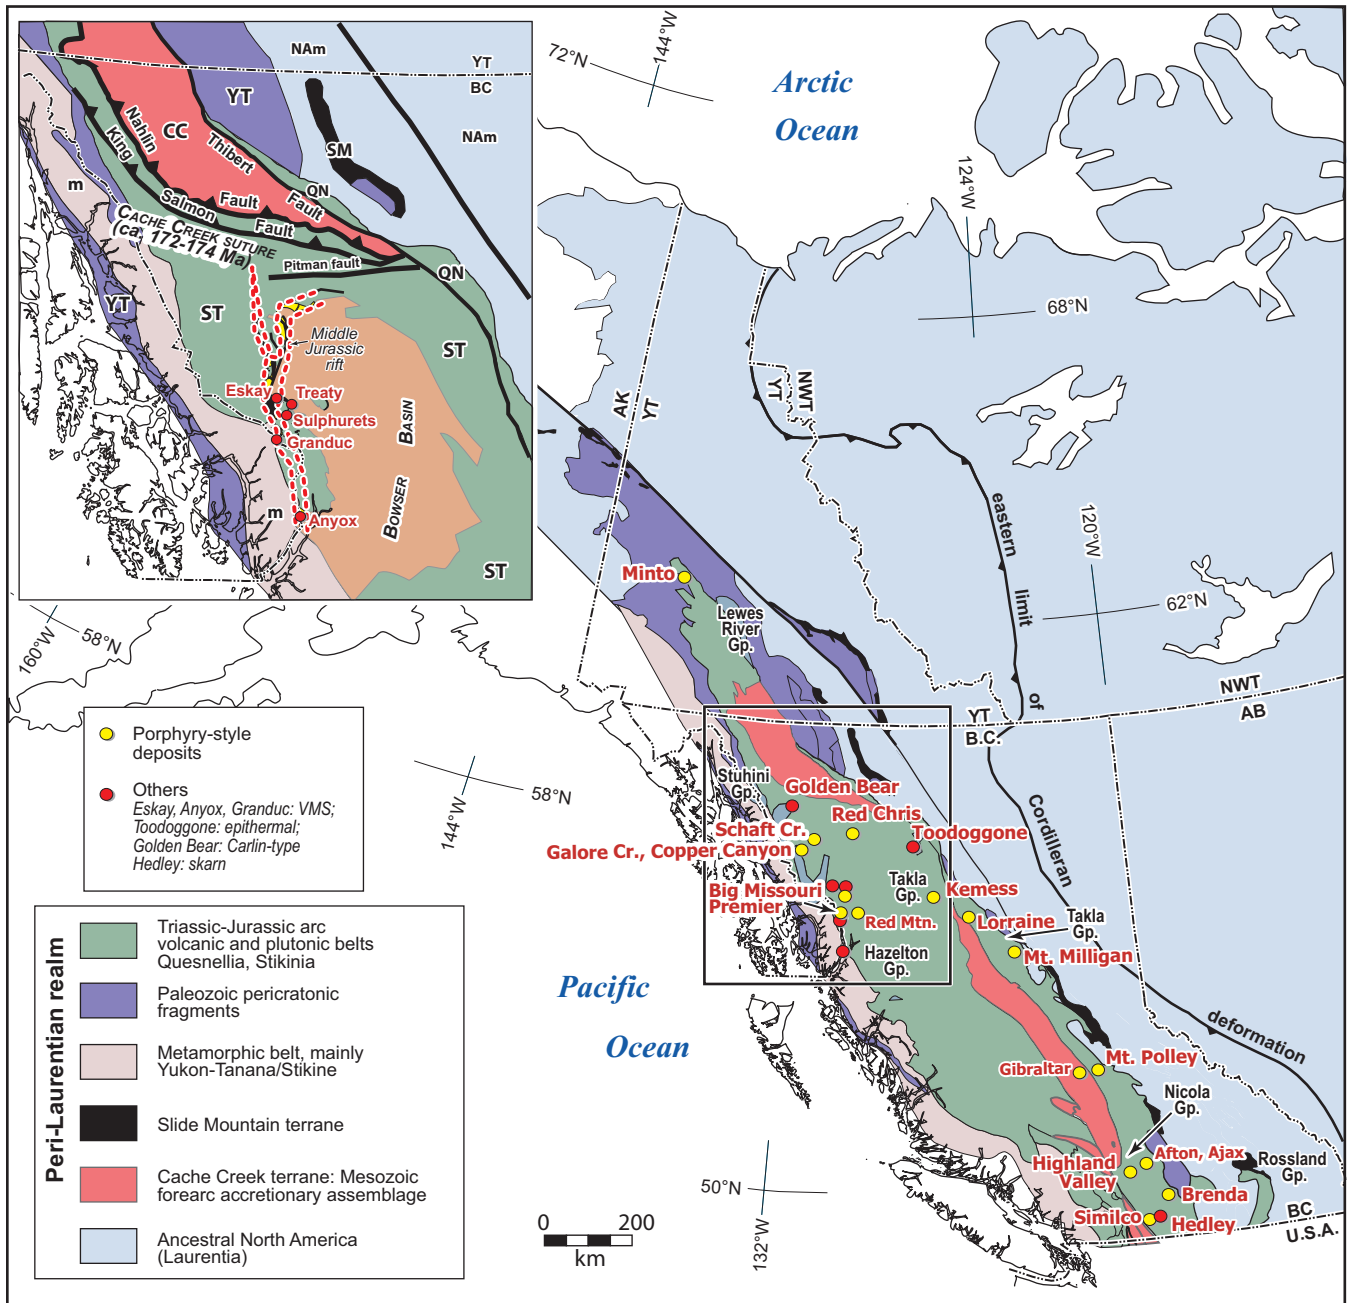 NAm
YT
BC
NAm
YT
CC
SM
Nahlin
Fault
King
Salmon
Fault
Thibert
Fault
QN
m
CACHE CREEK SUTURE
(ca. 172-174 Ma)
Pitman fault
QN
YT
ST
Middle
Jurassic
rift
ST
Eskay
Treaty
Sulphurets
Granduc
BOWSER
BASIN
m
Anyox
ST
72°N
144°W
Arctic
Ocean
124°W
68°N
AK
YT
YT
NWT
eastern
limit
of
Cordilleran
deformation
120°W
62°N
Minto
Lewes
River
Gp.
160°W
58°N
NWT
AB
YT
B.C.
Porphyry-style
deposits
Others
Eskay, Anyox, Granduc: VMS;
Toodoggone: epithermal;
Golden Bear: Carlin-type
Hedley: skarn
144°W
58°N
Stuhini
Gp.
Golden Bear
Red Chris
Schaft Cr.
Toodoggone
Galore Cr., Copper Canyon
Takla
Gp.
Kemess
Big Missouri
Premier
Red Mtn.
Lorraine
Takla
Gp.
Hazelton
Gp.
Mt. Milligan
Pacific
Ocean
Peri-Laurentian realm
Triassic-Jurassic arc
volcanic and plutonic belts
Quesnellia, Stikinia
Paleozoic pericratonic
fragments
Metamorphic belt, mainly
Yukon-Tanana/Stikine
Slide Mountain terrane
Cache Creek terrane: Mesozoic
forearc accretionary assemblage
Ancestral North America
(Laurentia)
Gibraltar
Mt. Polley
Nicola
Gp.
Highland
Valley
Afton, Ajax
Rossland
Gp.
Brenda
Similco
Hedley
BC
U.S.A.
50°N
132°W
0
200
km